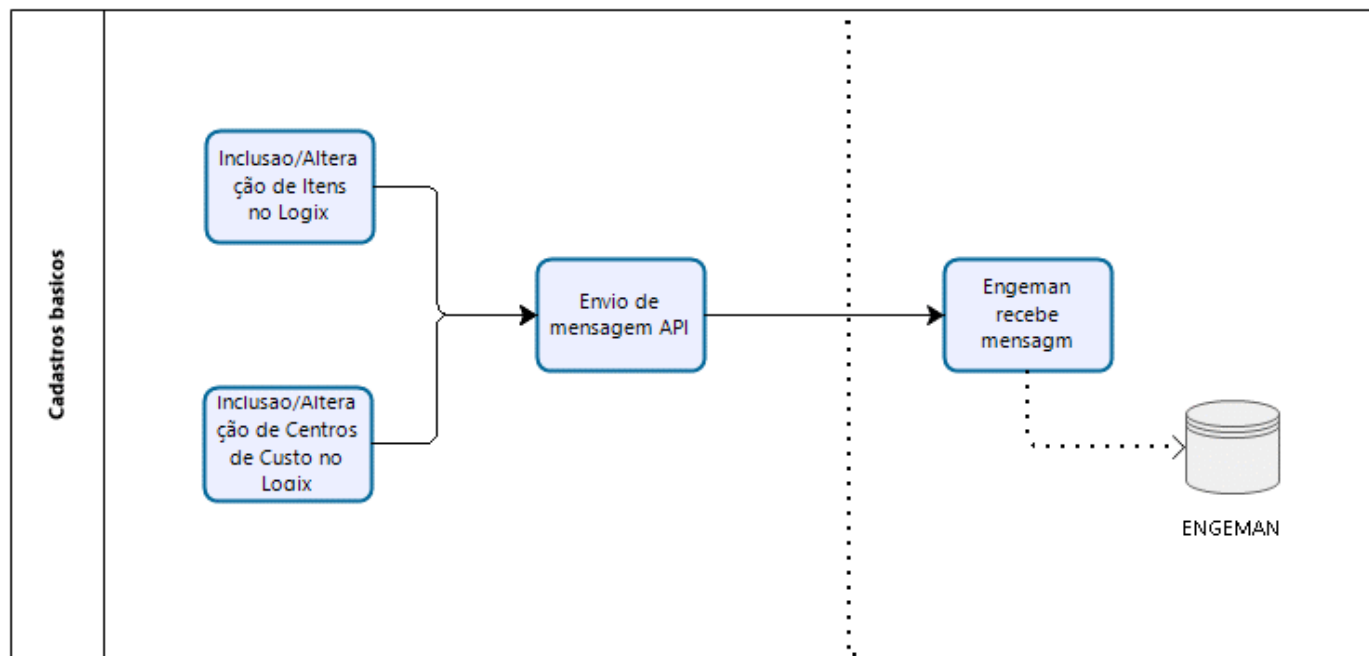 Cadastros basicos
Inclusao/Altera
ção de Itens
no Logix
Inclusao/Altera
ção de Centros
de Custo no
Logix
Envio de
mensagem API
Engeman
recebe
mensagm
ENGEMAN